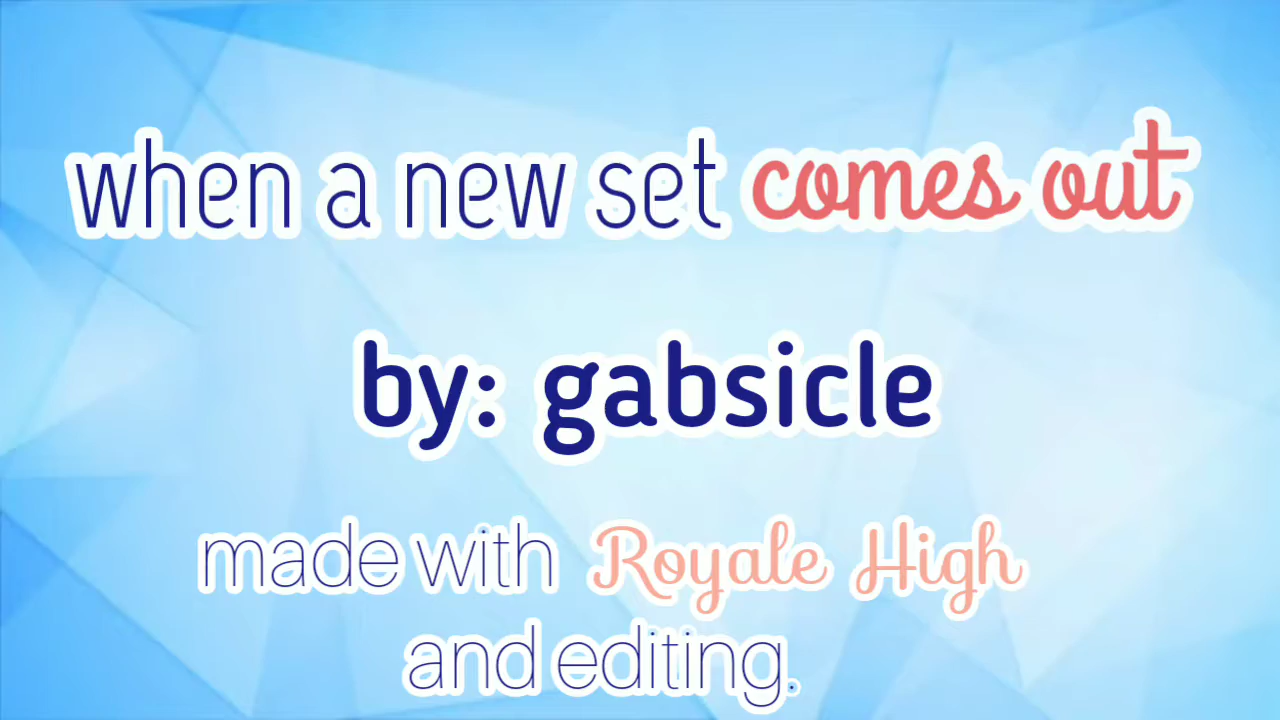 when a new set comes out
by: gabsicle
made with Royale High
and editing.